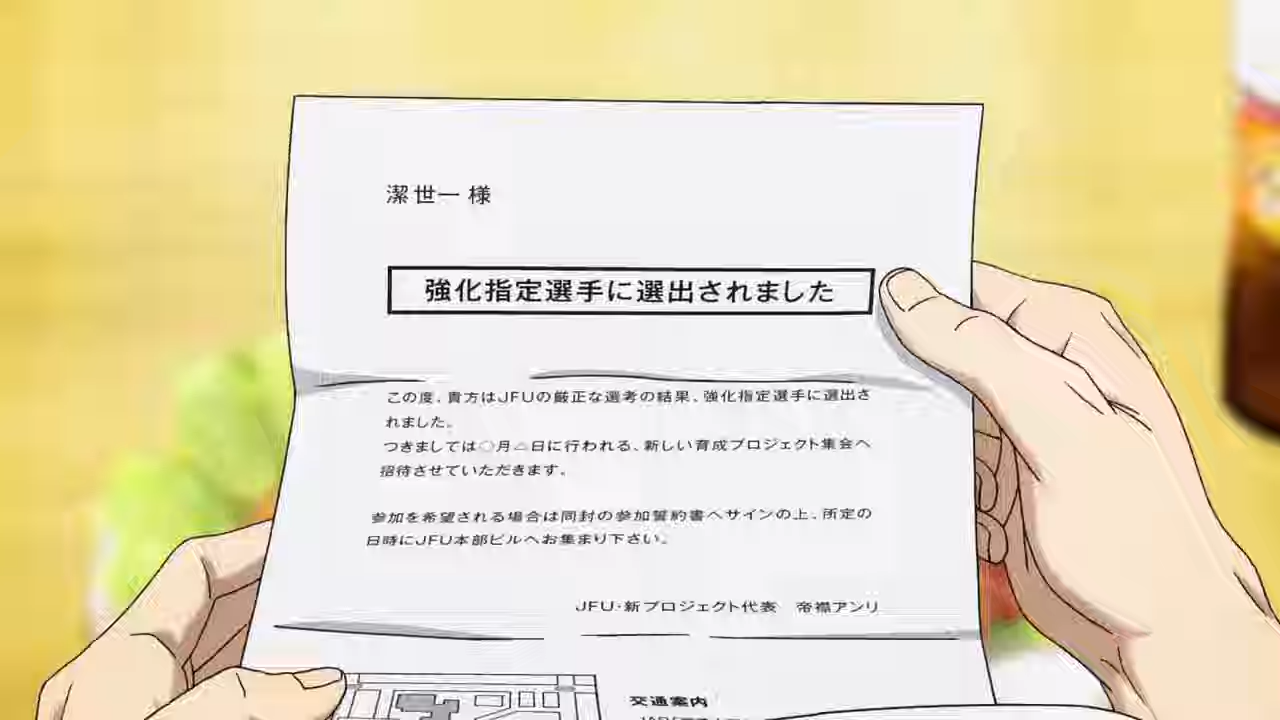 潔 世一 様
強化指定選手に選出されました
この度、貴方はJFUの厳正な選考の結果、強化指定選手に選出さ
れました。
つきましては○月△日に行われる、新しい育成プロジェクト集会へ
招待させていただきます。
参加を希望される場合は同封の参加誓約書へサインの上、所定の
日時にJFU本部ビルへお集まり下さい。
JFU・新プロジェクト代表 帝襟アンリ
交通案内